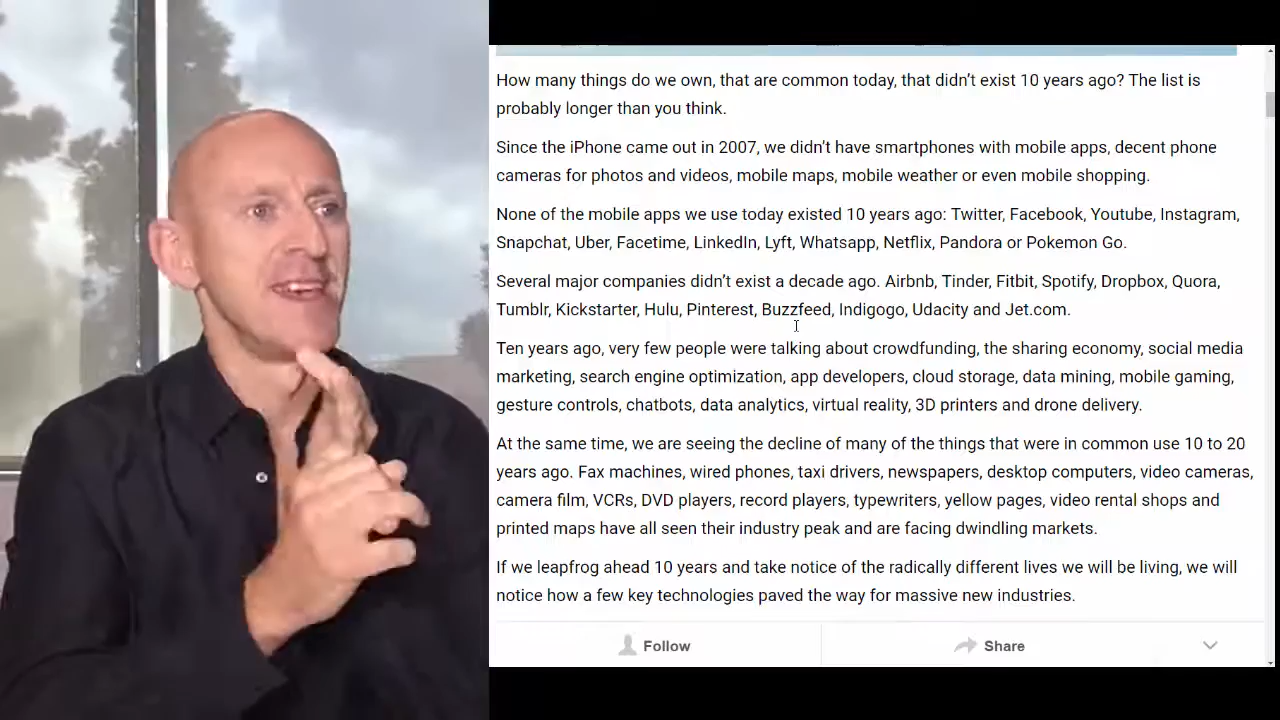 How many things do we own, that are common today, that didn't exist 10 years ago? The list is
probably longer than you think.
Since the iPhone came out in 2007, we didn't have smartphones with mobile apps, decent phone
cameras for photos and videos, mobile maps, mobile weather or even mobile shopping.
None of the mobile apps we use today existed 10 years ago: Twitter, Facebook, Youtube, Instagram,
Snapchat, Uber, Facetime, LinkedIn, Lyft, Whatsapp, Netflix, Pandora or Pokemon Go.
Several major companies didn't exist a decade ago. Airbnb, Tinder, Fitbit, Spotify, Dropbox, Quora,
Tumblr, Kickstarter, Hulu, Pinterest, Buzzfeed, Indigogo, Udacity and Jet.com.
Ten years ago, very few people were talking about crowdfunding, the sharing economy, social media
marketing, search engine optimization, app developers, cloud storage, data mining, mobile gaming,
gesture controls, chatbots, data analytics, virtual reality, 3D printers and drone delivery.
At the same time, we are seeing the decline of many of the things that were in common use 10 to 20
years ago. Fax machines, wired phones, taxi drivers, newspapers, desktop computers, video cameras,
camera film, VCRs, DVD players, record players, typewriters, yellow pages, video rental shops and
printed maps have all seen their industry peak and are facing dwindling markets.
If we leapfrog ahead 10 years and take notice of the radically different lives we will be living, we will
notice how a few key technologies paved the way for massive new industries.
Follow Share